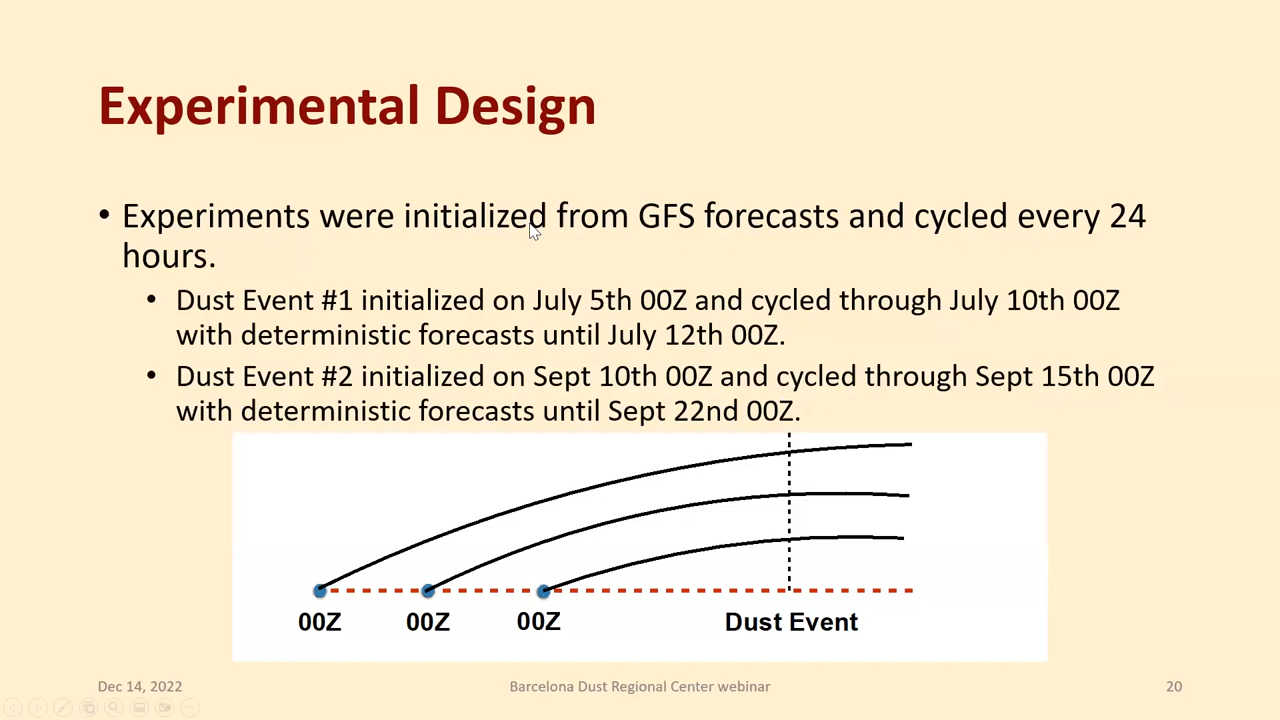 Experimental Design
• Experiments were initialized from GFS forecasts and cycled every 24
hours.
• Dust Event #1 initialized on July 5th 00Z and cycled through July 10th 00Z
with deterministic forecasts until July 12th 00Z.
• Dust Event #2 initialized on Sept 10th 00Z and cycled through Sept 15th 00Z
with deterministic forecasts until Sept 22nd 00Z.
00Z 00Z 00Z Dust Event
Dec 14, 2022 Barcelona Dust Regional Center webinar 20